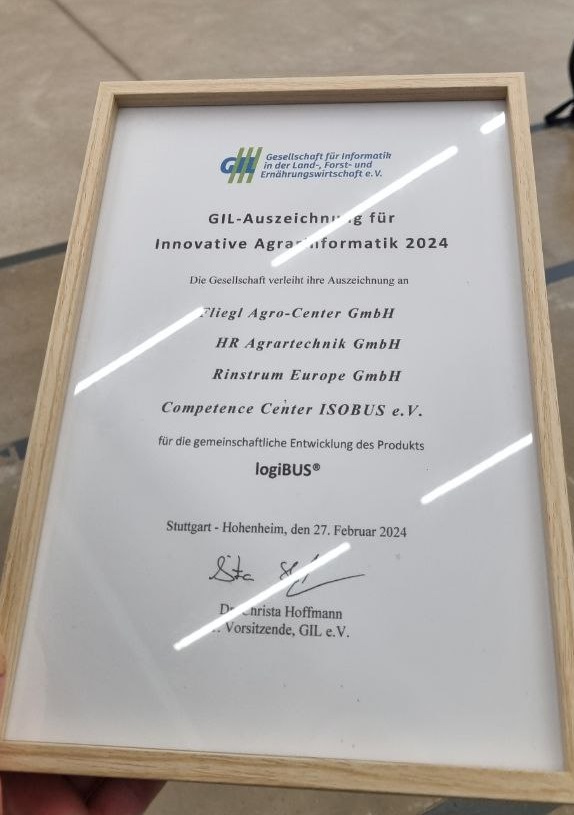 GIL
Gesellschaft für Informatik
in der Land-, Forst- und
Ernährungswirtschaft e.V.
GIL-Auszeichnung für
Innovative Agrarinformatik 2024
Die Gesellschaft verleiht ihre Auszeichnung an
Fliegl Agro-Center GmbH
HR Agrartechnik GmbH
Rinstrum Europe GmbH
Competence Center ISOBUS e.V.
für die gemeinschaftliche Entwicklung des Produkts
logiBUS®
Stuttgart - Hohenheim, den 27. Februar 2024
Christa Hoffmann
Vorsitzende, GIL e.V.